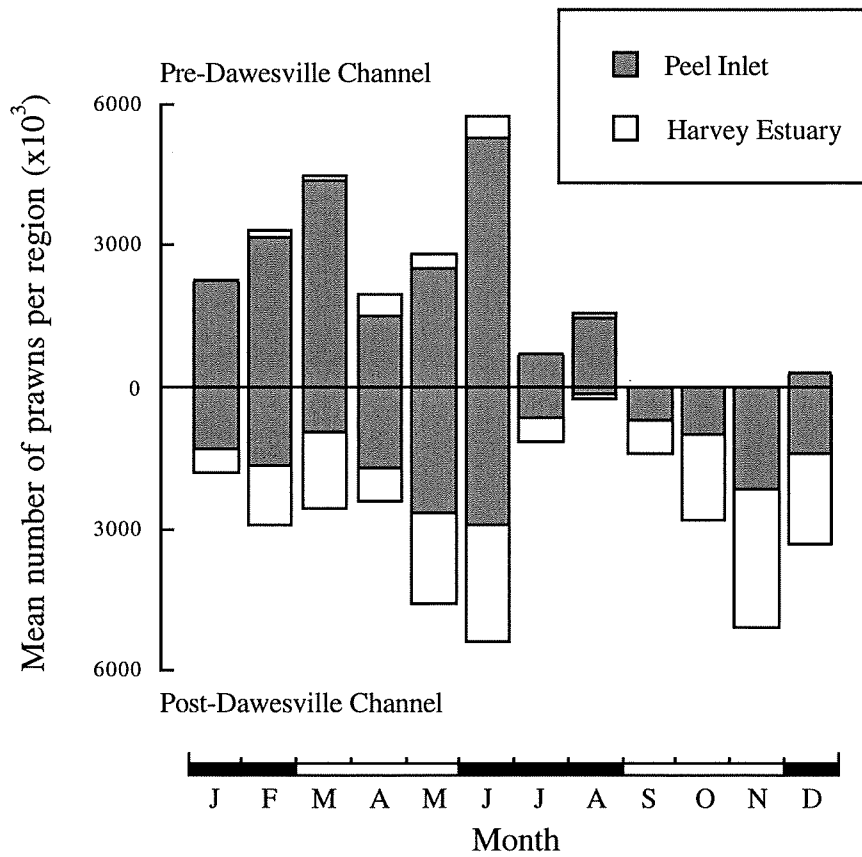 Peel Inlet
Harvey Estuary
Pre-Dawesville Channel
Mean number of prawns per region (x10³)
6000
3000
0
3000
6000
Post-Dawesville Channel
J F M A M J J A S O N D
Month